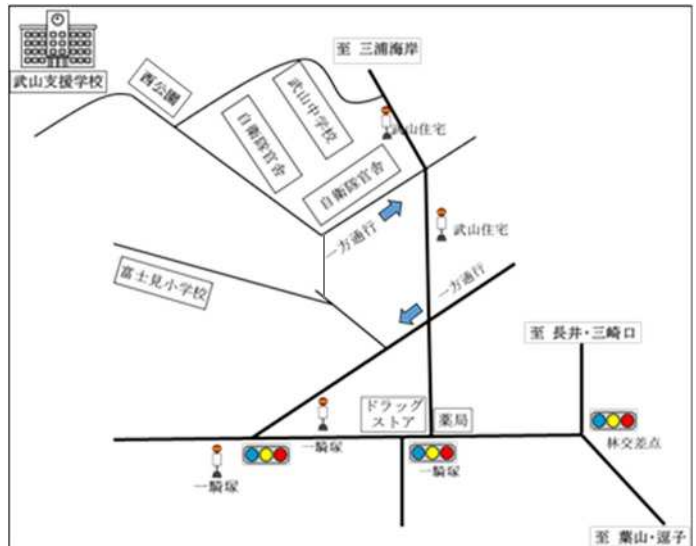 至 三浦海岸
武山支援学校
西公園
武山中学校
自衛隊官舎
武山住宅
自衛隊官舎
一方通行
武山住宅
富士見小学校
一方通行
至 長井・三崎口
ドラッグ
ストア
薬局
林交差点
一騎塚
一騎塚
一騎塚
至 葉山・逗子